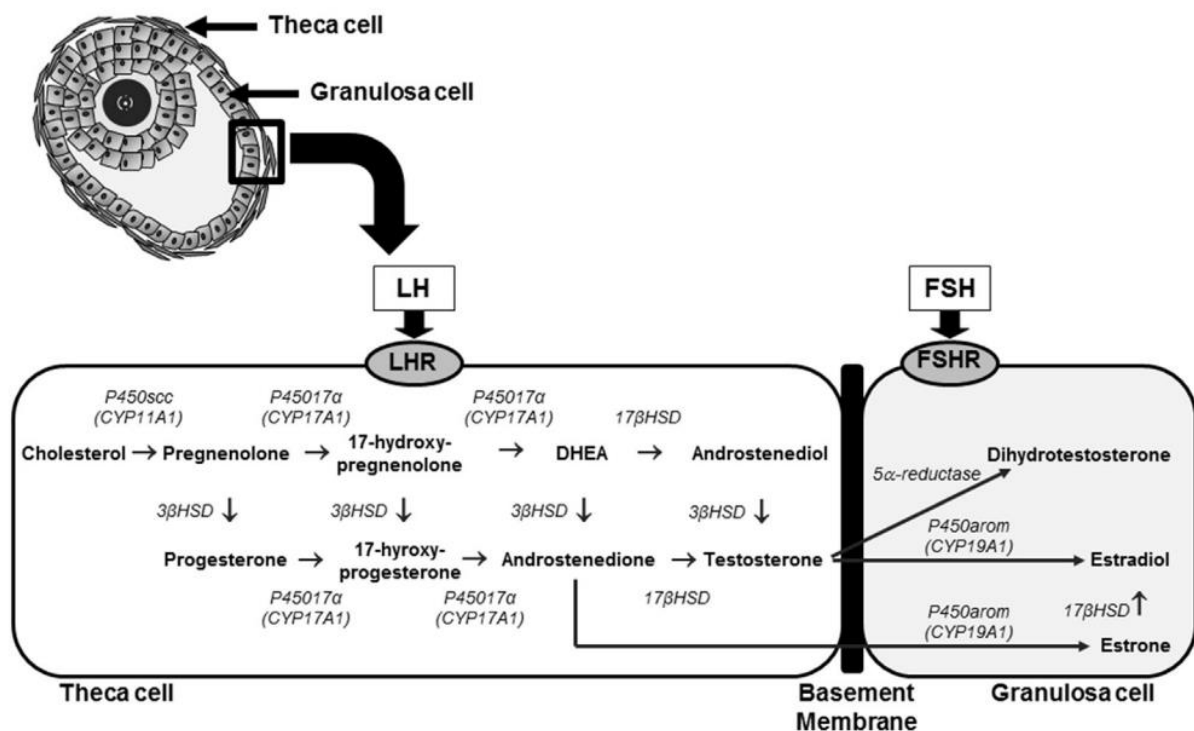 Theca cell
Granulosa cell
LH
FSH
LHR
FSHR
P450scc
(CYP11A1)
P45017α
(CYP17A1)
P45017α
(CYP17A1)
17βHSD
Cholesterol → Pregnenolone → 17-hydroxy-
pregnenolone → DHEA → Androstenediol
Dihydrotestosterone
5α-reductase
3βHSD ↓ 3βHSD ↓ 3βHSD ↓ 3βHSD ↓
P450arom
(CYP19A1)
Progesterone → 17-hyroxy-
progesterone → Androstenedione → Testosterone
Estradiol
P45017α
(CYP17A1)
P45017α
(CYP17A1)
17βHSD
P450arom
(CYP19A1)
17βHSD ↑
Estrone
Theca cell
Basement
Membrane
Granulosa cell